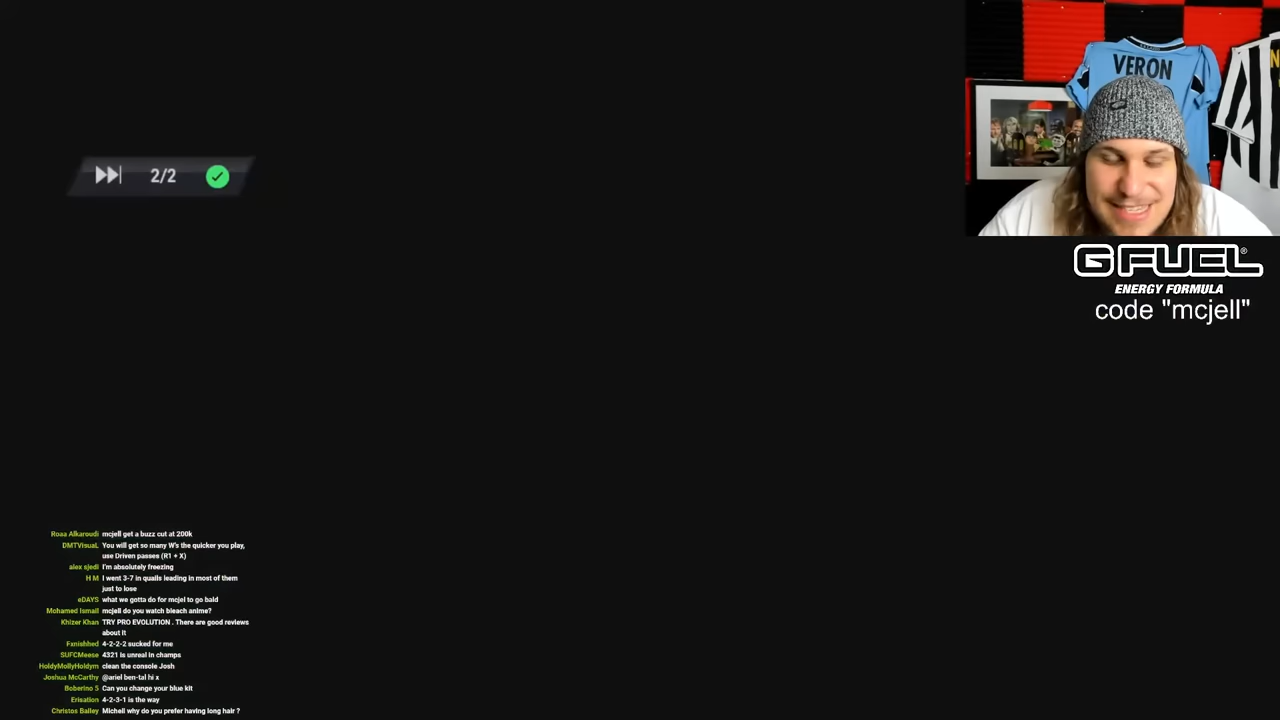 VERON
2/2
G FUEL®
ENERGY FORMULA
code "mcjell"
Roaa Alkaroudi mcjell get a buzz cut at 200k
DMTVisuaL You will get so many W's the quicker you play,
use Driven passes (R1 + X)
alex sjedi I'm absolutely freezing
H M I went 3-7 in qualls leading in most of them
just to lose
eDAYS what we gotta do for mcjel to go bald
Mohamed Ismail mcjell do you watch bleach anime?
Khizer Khan TRY PRO EVOLUTION . There are good reviews
about it
Fxnishhed 4-2-2-2 sucked for me
SUFCMeese 4321 is unreal in champs
HoldyMollyHoldym clean the console Josh
Joshua McCarthy @ariel ben-tal hi x
Boberino 5 Can you change your blue kit
Erisation 4-2-3-1 is the way
Christos Bailey Michell why do you prefer having long hair ?